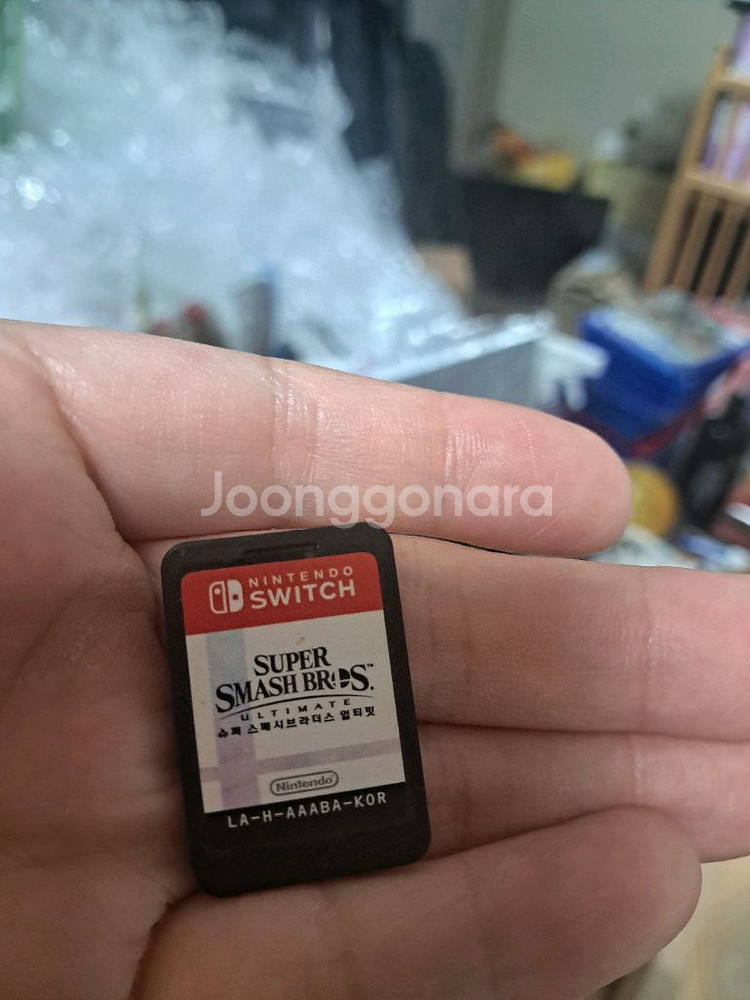 Joonggonara
NINTENDO
SWITCH
SUPER
SMASH BROS.™
ULTIMATE
슈퍼 스매시브라더스 얼티밋
Nintendo
LA-H-AAABA-KOR